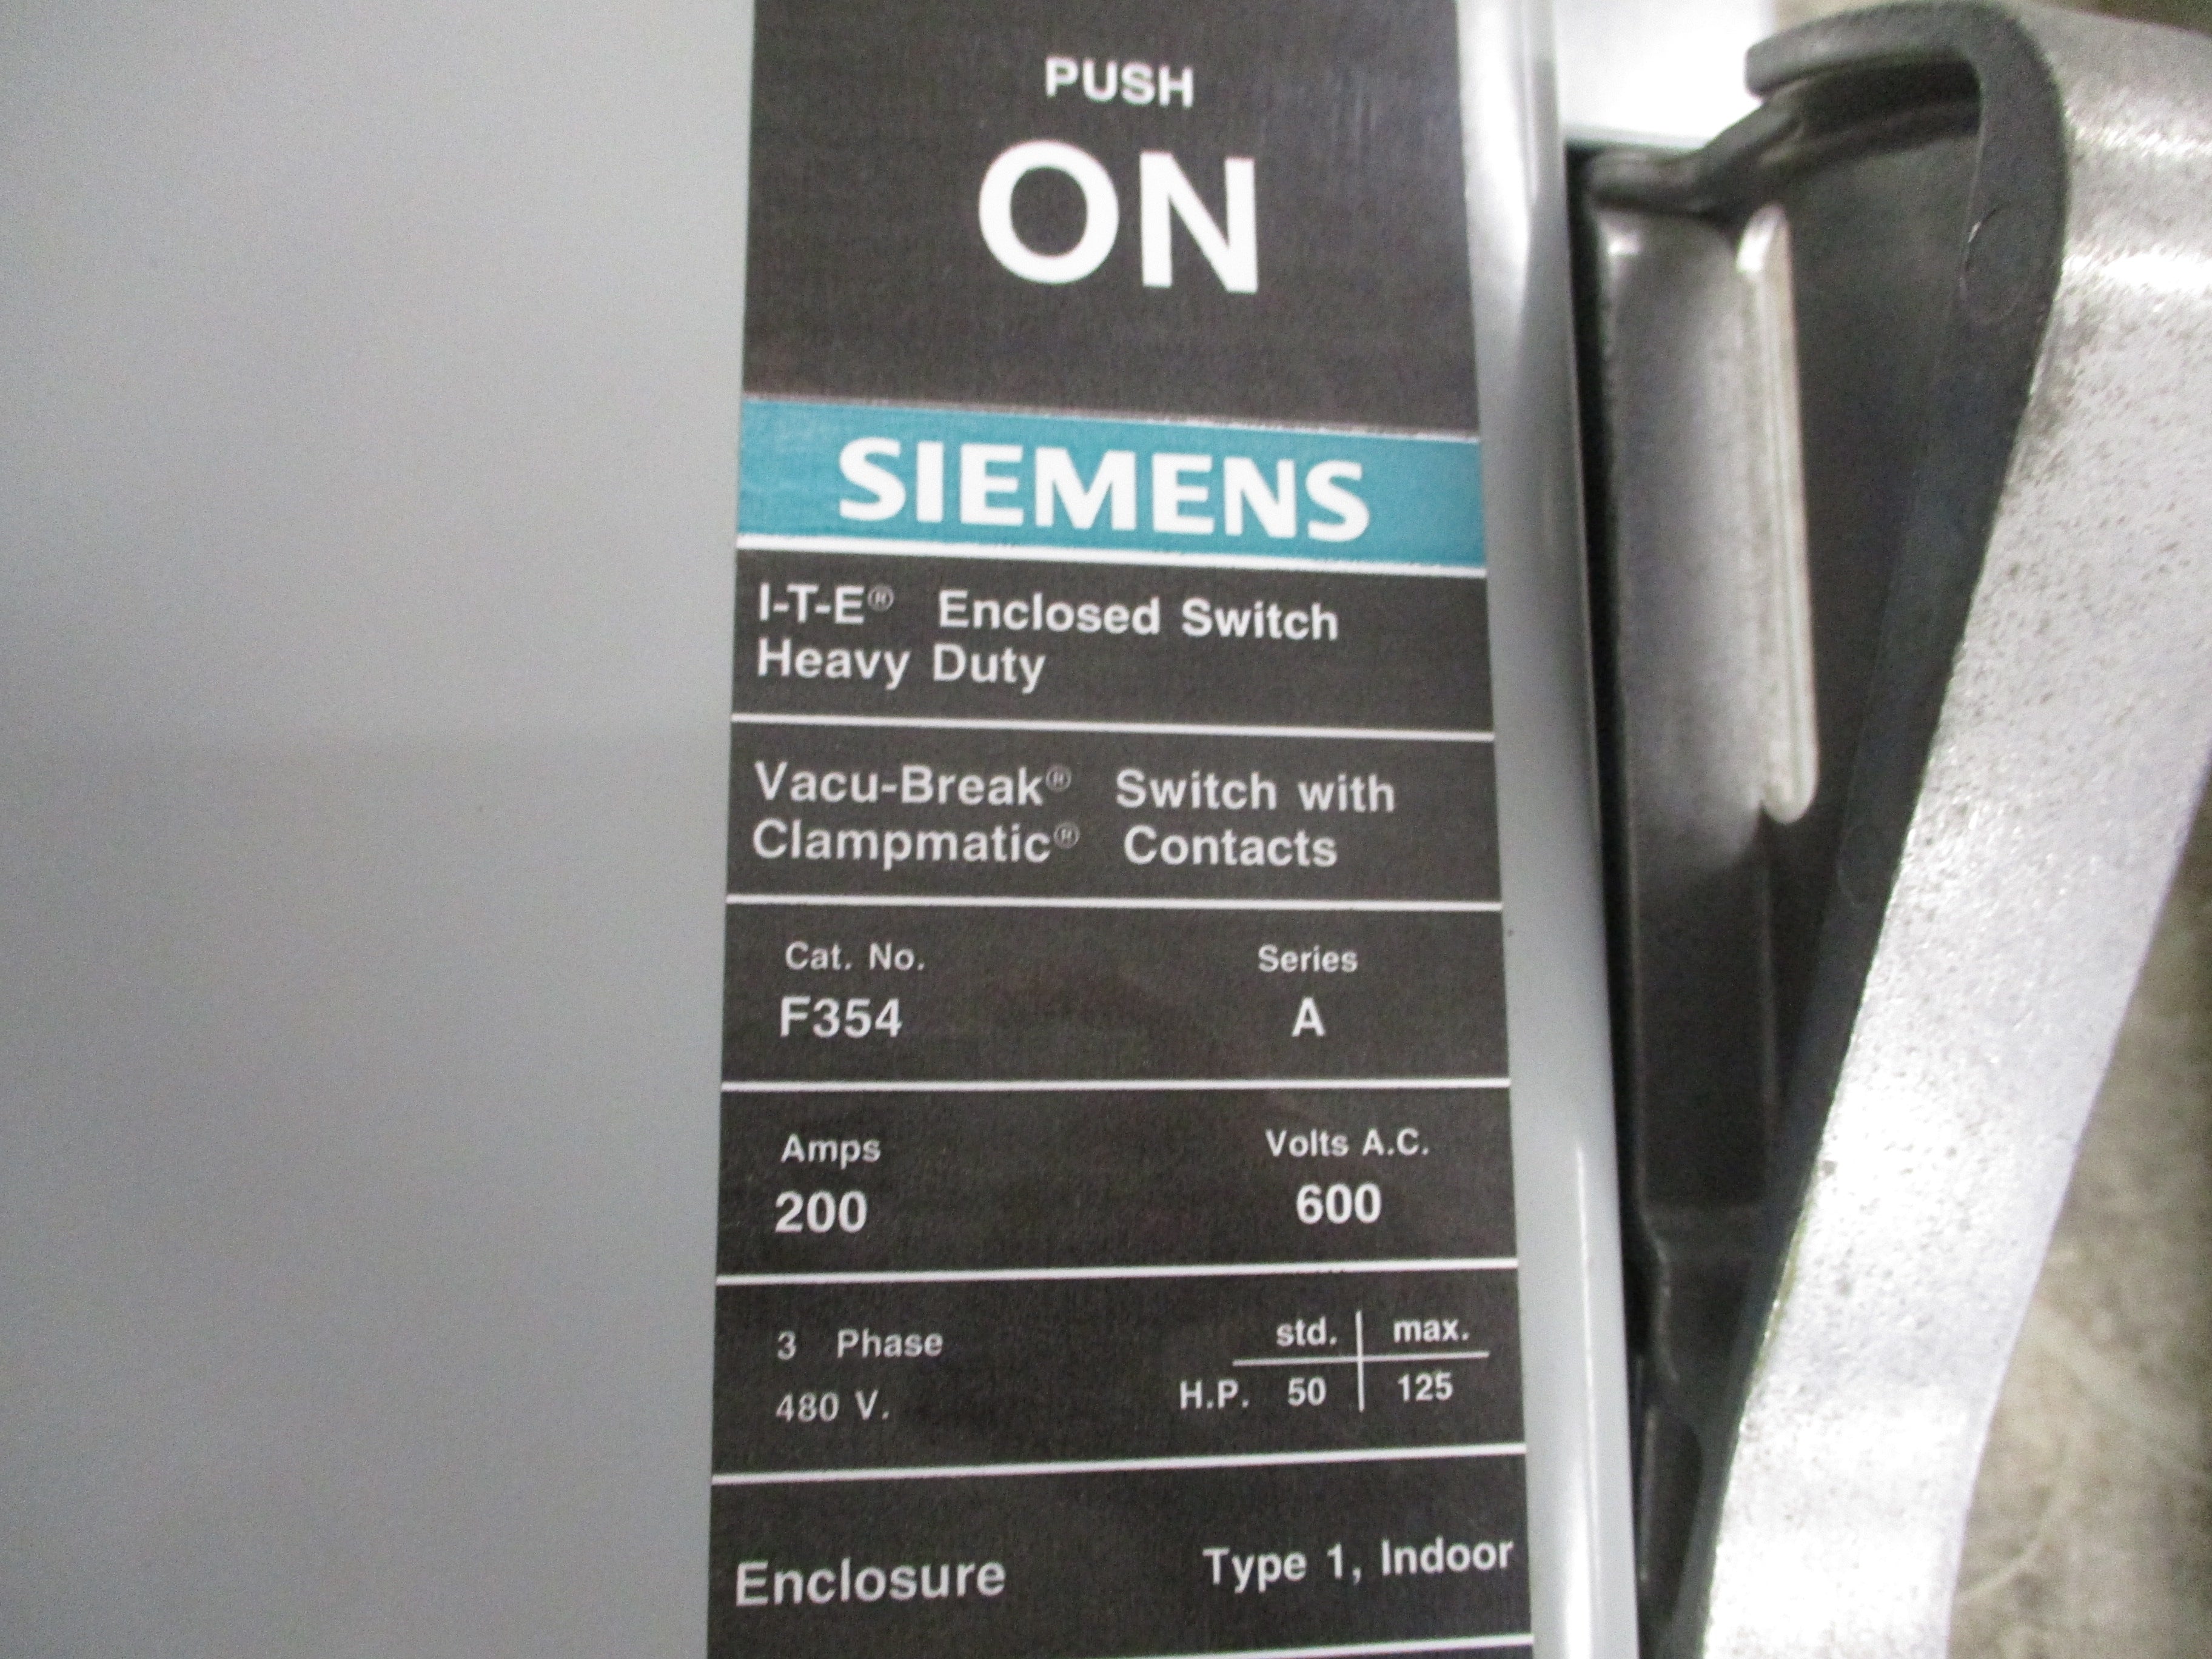 PUSH
ON
SIEMENS
I-T-E® Enclosed Switch
Heavy Duty
Vacu-Break® Switch with
Clampmatic® Contacts
Cat. No. Series
F354 A
Amps Volts A.C.
200 600
3 Phase std. max.
480 V. H.P. 50 125
Enclosure Type 1, Indoor